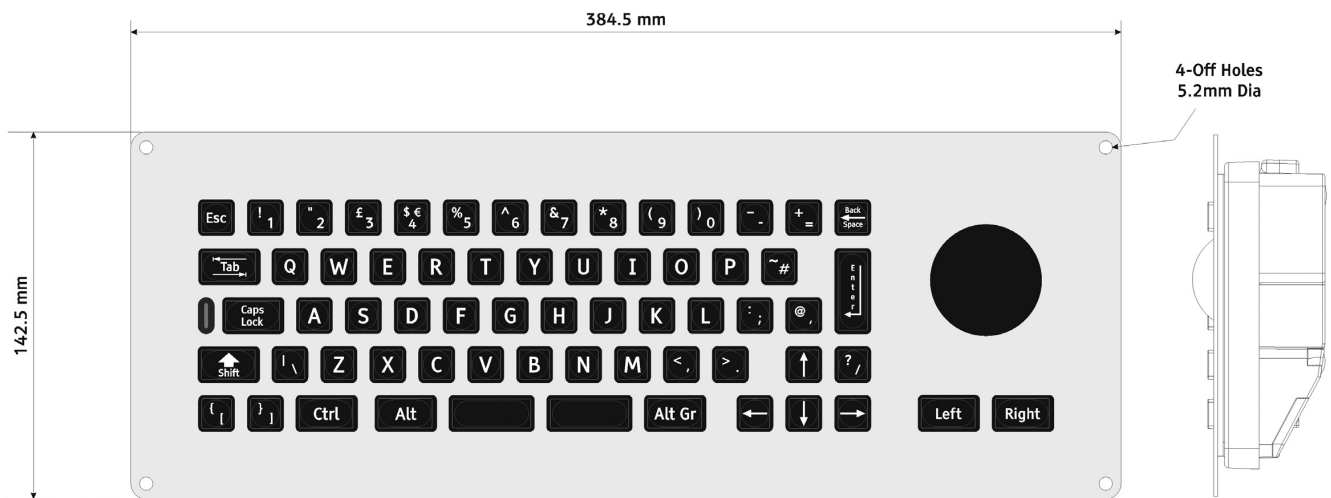 384.5 mm
4-Off Holes
5.2mm Dia
142.5 mm
Esc ! 1 " 2 £ 3 $ € 4 % 5 ^ 6 & 7 * 8 ( 9 ) 0 - - + = Back Space
Tab Q W E R T Y U I O P ~ # Enter
Caps Lock A S D F G H J K L : ; @ ,
Shift | \ Z X C V B N M < , > . ? /
{ [ } ] Ctrl Alt Alt Gr Left Right